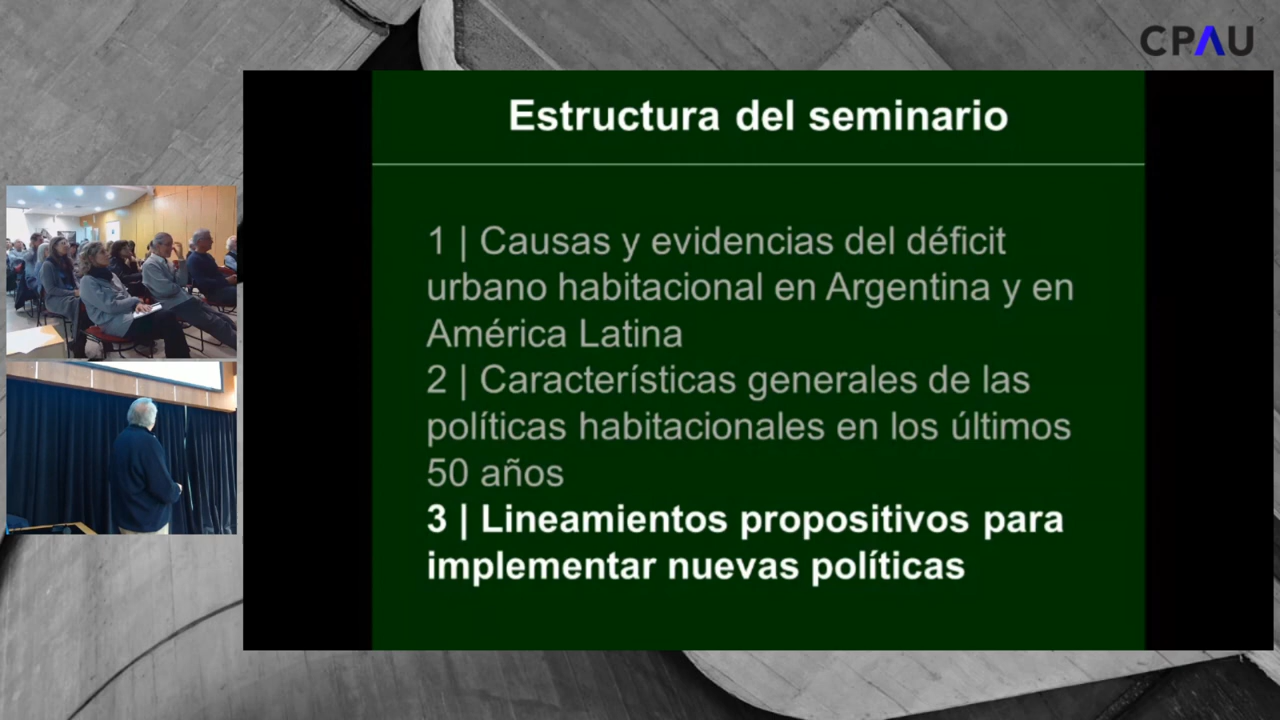 CPAU
Estructura del seminario
1 | Causas y evidencias del déficit
urbano habitacional en Argentina y en
América Latina
2 | Características generales de las
políticas habitacionales en los últimos
50 años
3 | Lineamientos propositivos para
implementar nuevas políticas